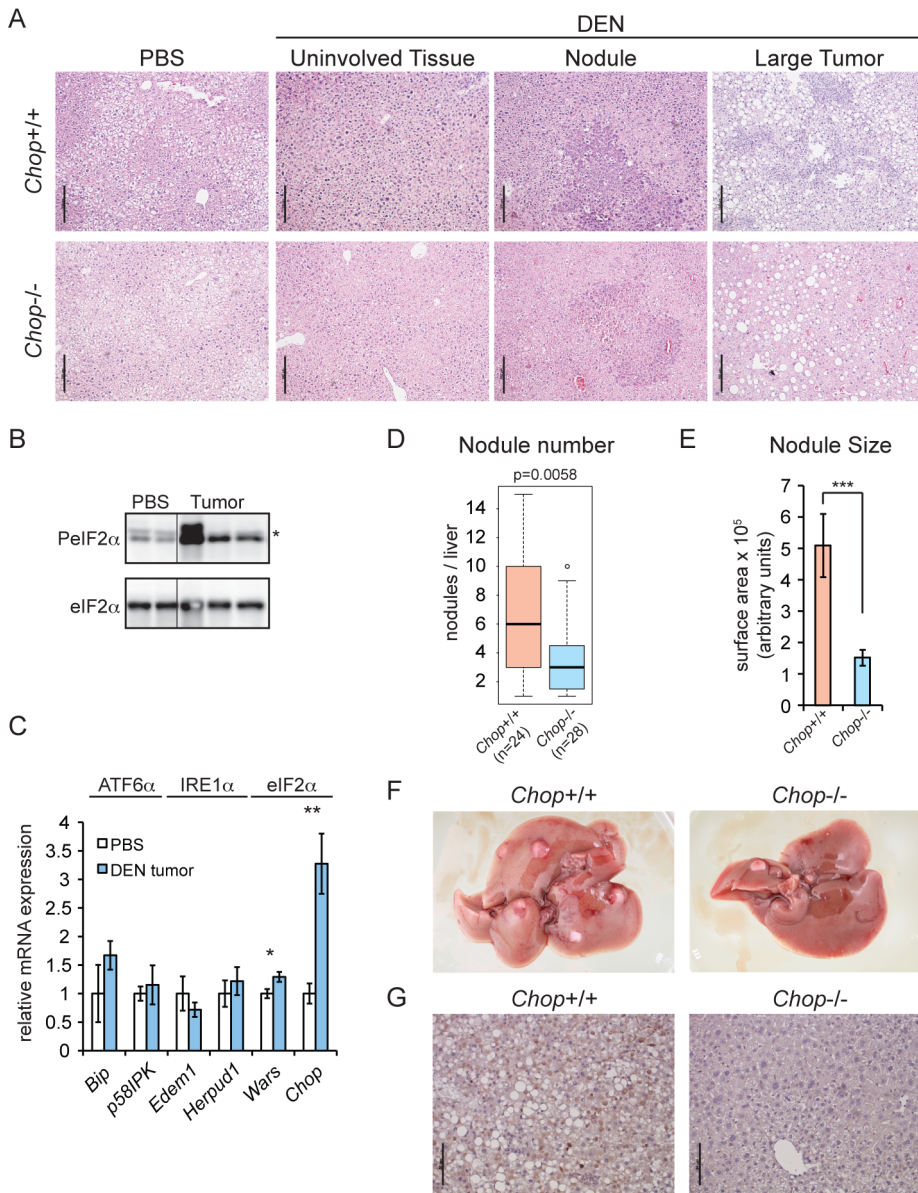 A
DEN
PBS
Uninvolved Tissue
Nodule
Large Tumor
Chop+/+
Chop-/-
B
PBS
Tumor
PeIF2α
*
eIF2α
C
ATF6α
IRE1α
eIF2α
**
4
3.5
3
2.5
2
1.5
1
0.5
0
relative mRNA expression
PBS
DEN tumor
*
Bip
p58IPK
Edem1
Herpud1
Wars
Chop
D
Nodule number
p=0.0058
nodules / liver
14
12
10
8
6
4
2
Chop+/+
(n=24)
Chop-/-
(n=28)
E
Nodule Size
***
surface area x 10⁵
(arbitrary units)
7
6
5
4
3
2
1
0
Chop+/+
Chop-/-
F
Chop+/+
Chop-/-
G
Chop+/+
Chop-/-